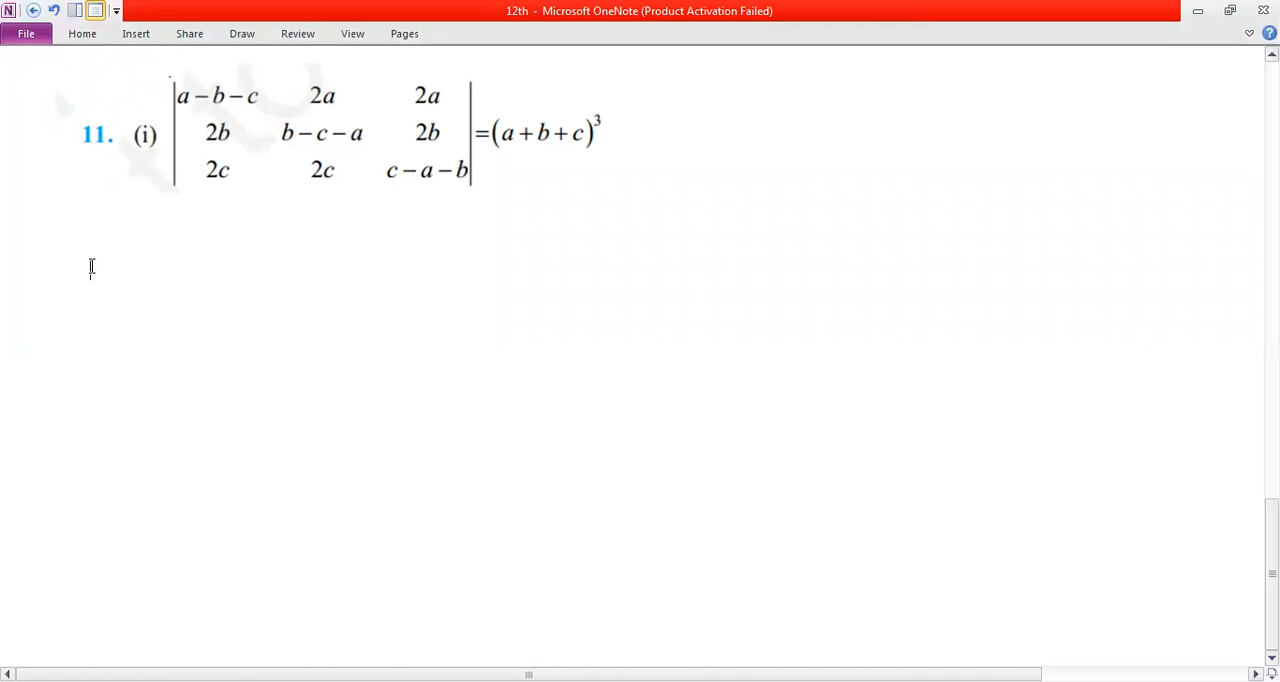 12th - Microsoft OneNote (Product Activation Failed)
File Home Insert Share Draw Review View Pages
a − b − c 2a 2a
11. (i) 2b b − c − a 2b = (a + b + c)³
2c 2c c − a − b